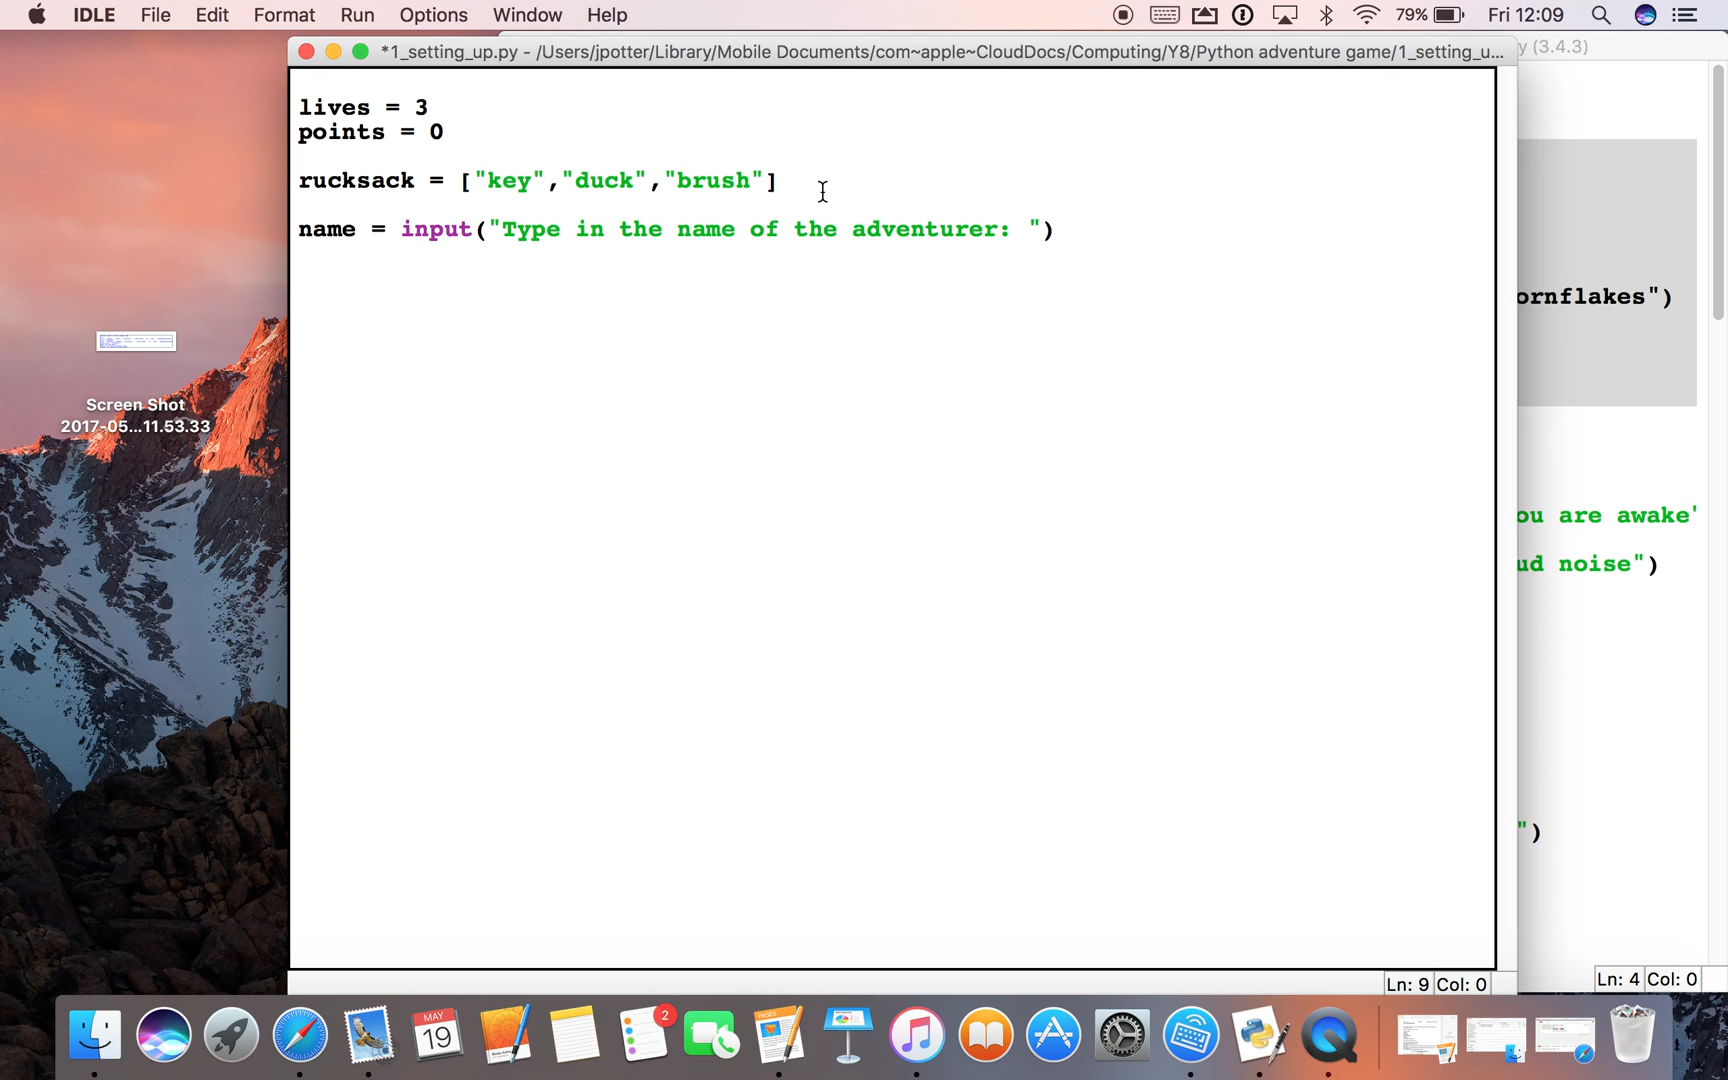 IDLE File Edit Format Run Options Window Help 79% Fri 12:09
*1_setting_up.py - /Users/jpotter/Library/Mobile Documents/com~apple~CloudDocs/Computing/Y8/Python adventure game/1_setting_u...
y (3.4.3)
lives = 3
points = 0
rucksack = ["key","duck","brush"]
name = input("Type in the name of the adventurer: ")
ornflakes")
ou are awake'
ud noise")
")
Screen Shot
2017-05...11.53.33
Ln: 9 Col: 0
Ln: 4 Col: 0
MAY
19
2
PAGES